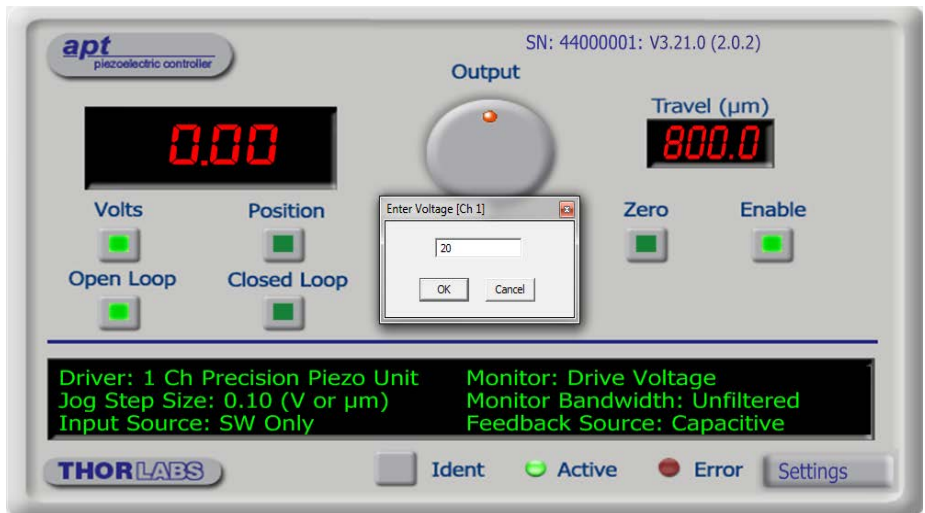 apt
piezoelectric controller
SN: 44000001: V3.21.0 (2.0.2)
Output
Travel (µm)
0.00
800.0
Volts
Position
Enter Voltage [Ch 1]
Zero
Enable
20
Open Loop
Closed Loop
OK
Cancel
Driver: 1 Ch Precision Piezo Unit
Monitor: Drive Voltage
Jog Step Size: 0.10 (V or µm)
Monitor Bandwidth: Unfiltered
Input Source: SW Only
Feedback Source: Capacitive
THORLABS
Ident
Active
Error
Settings